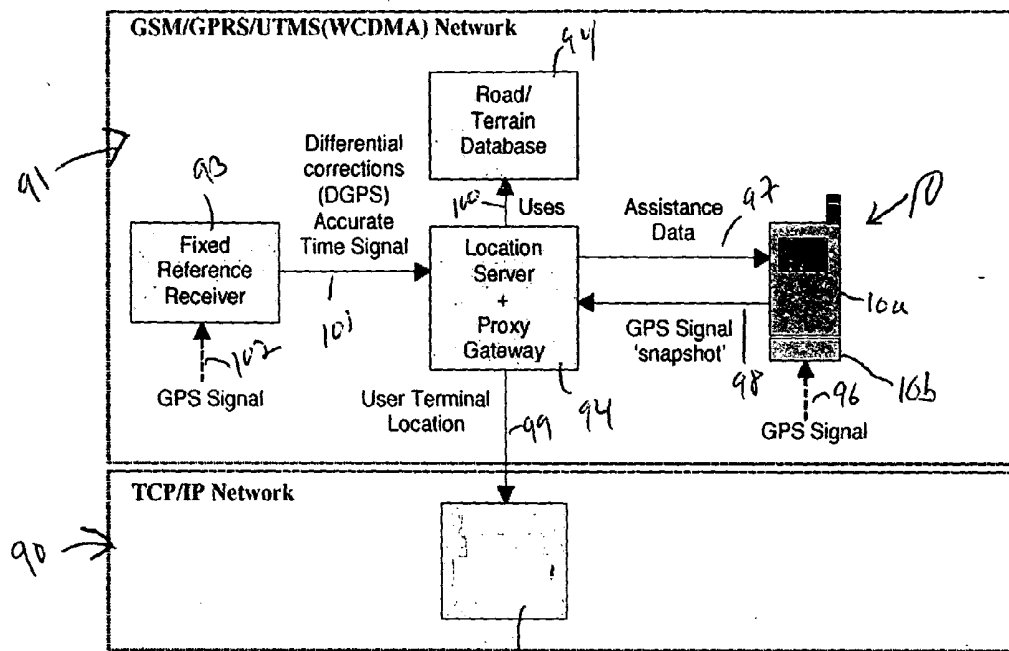 GSM/GPRS/UTMS(WCDMA) Network
94
Road/
Terrain
Database
91
93
Differential
corrections
(DGPS)
Accurate
Time Signal
100
Uses
Assistance
Data
97
10
Fixed
Reference
Receiver
Location
Server
+
Proxy
Gateway
10a
101
GPS Signal
'snapshot'
98
10b
102
GPS Signal
User Terminal
Location
99
94
96
GPS Signal
TCP/IP Network
90